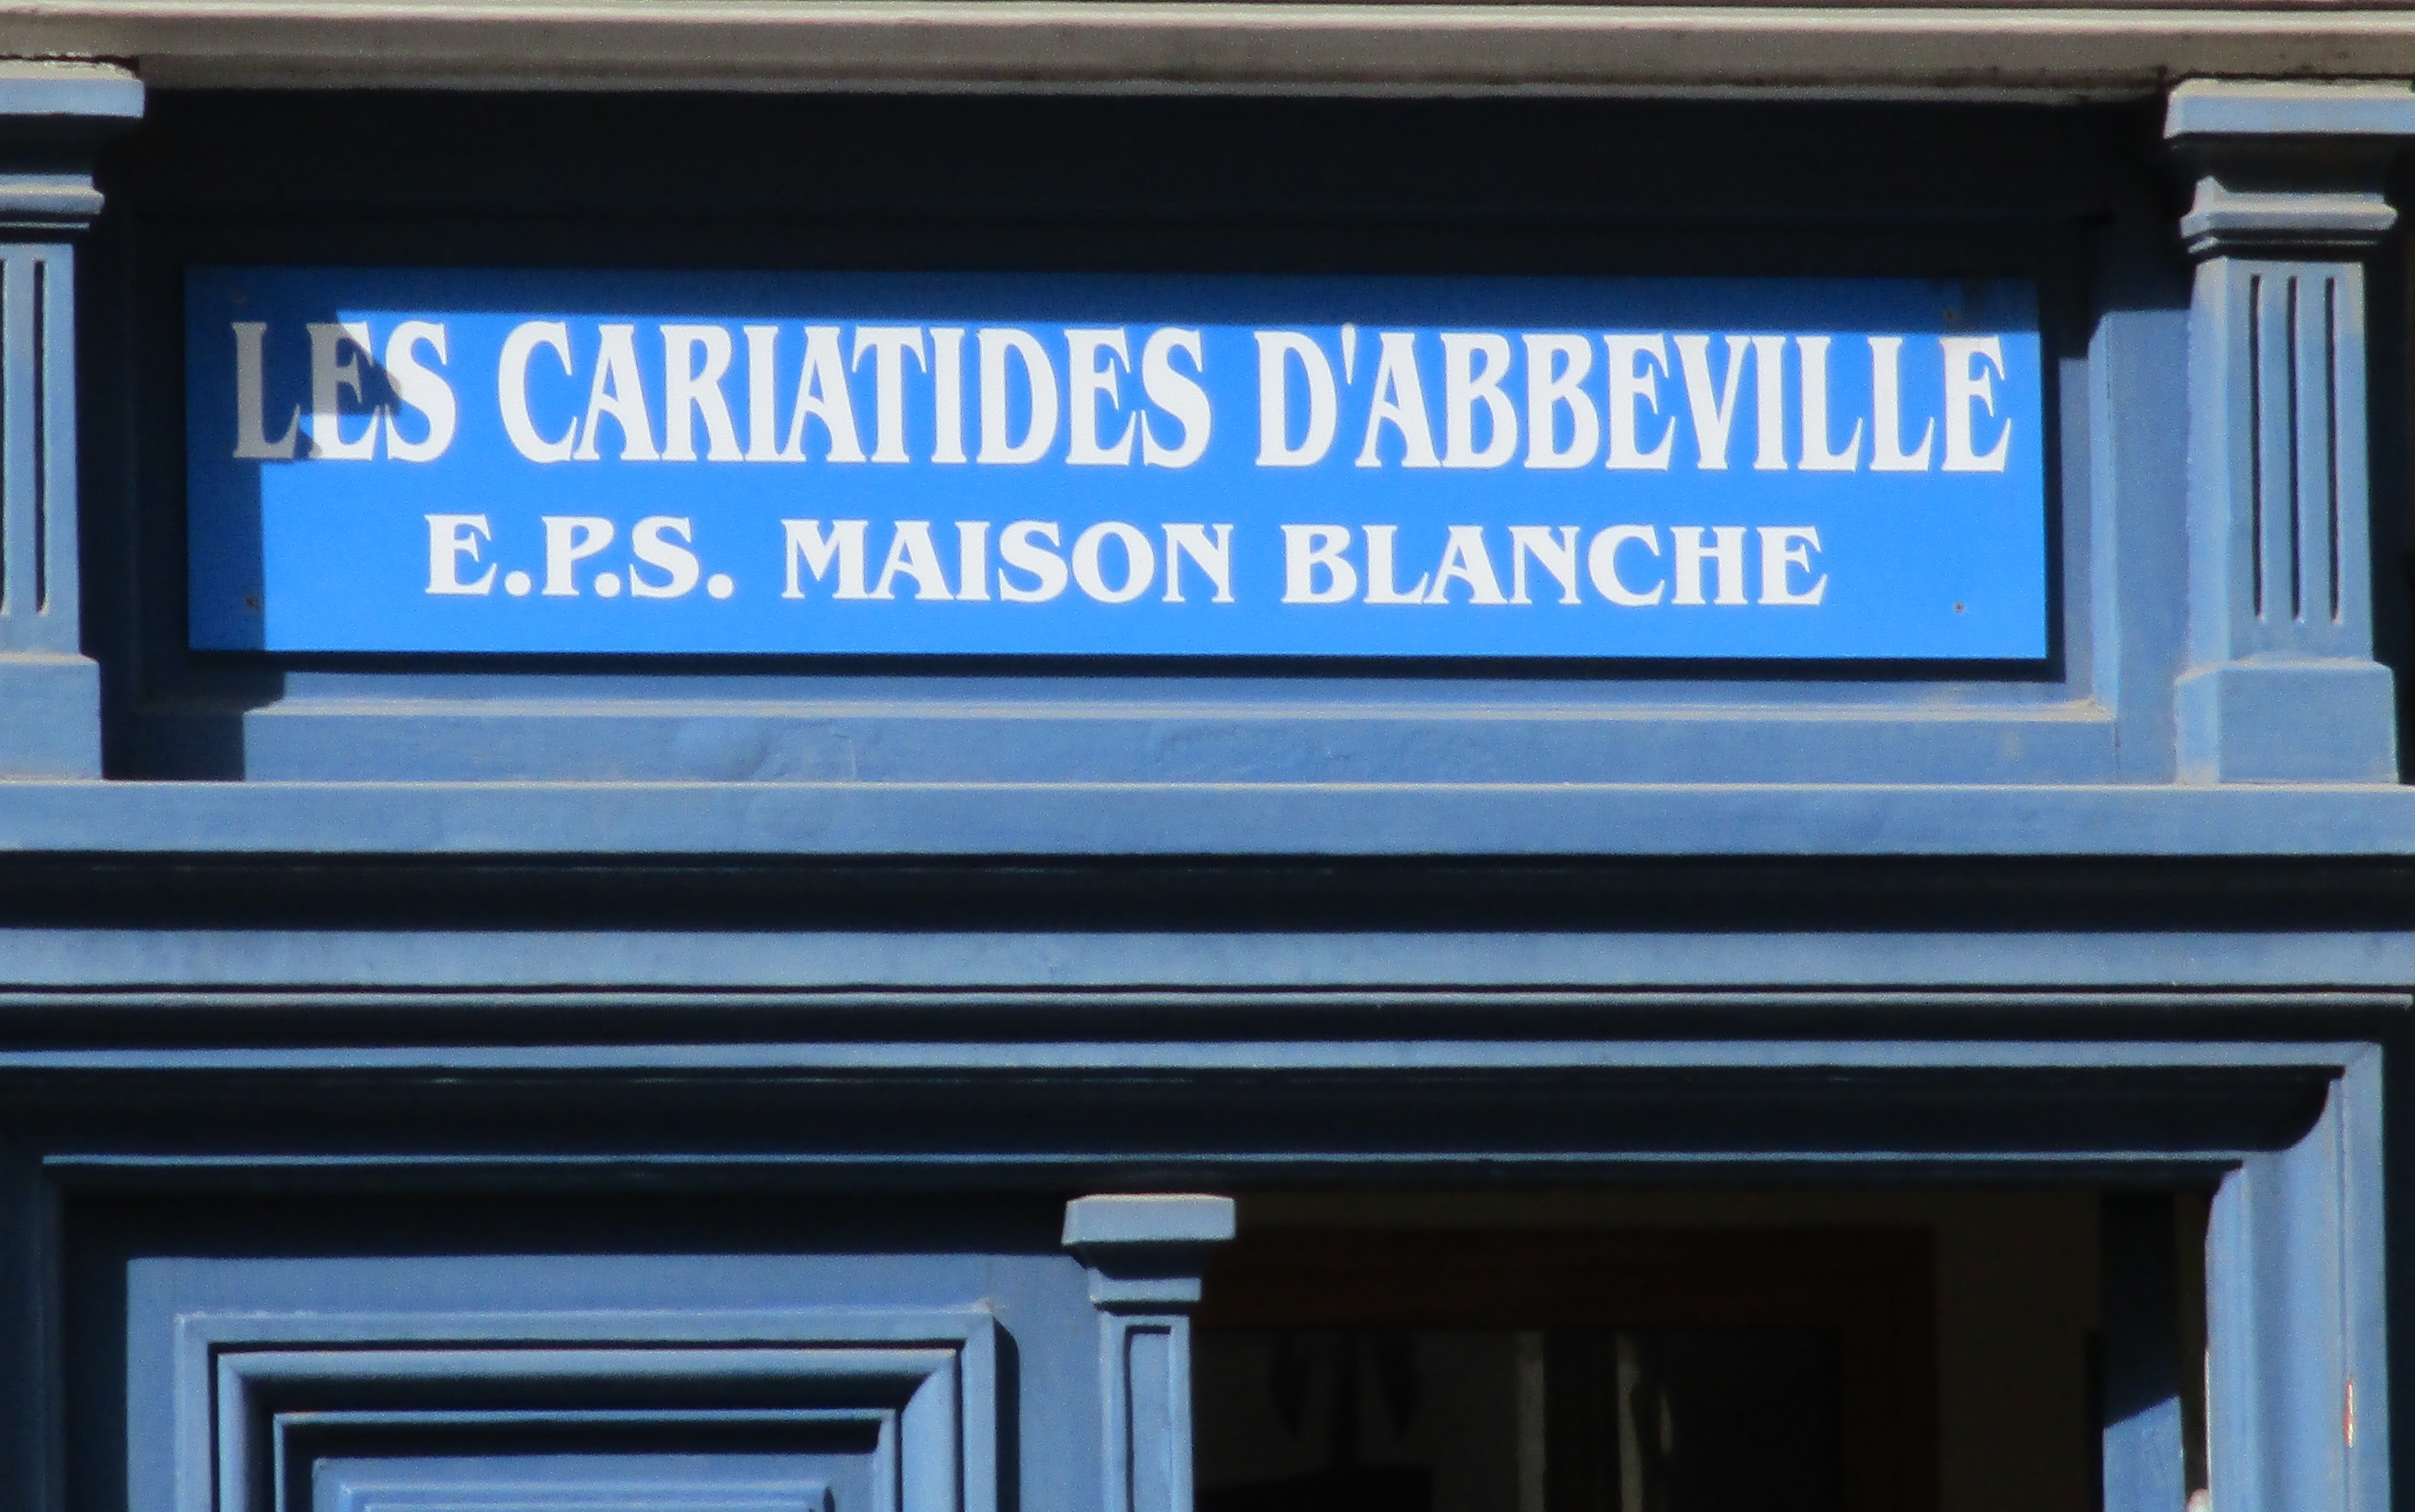 LES CARIATIDES D'ABBEVILLE
E.P.S. MAISON BLANCHE